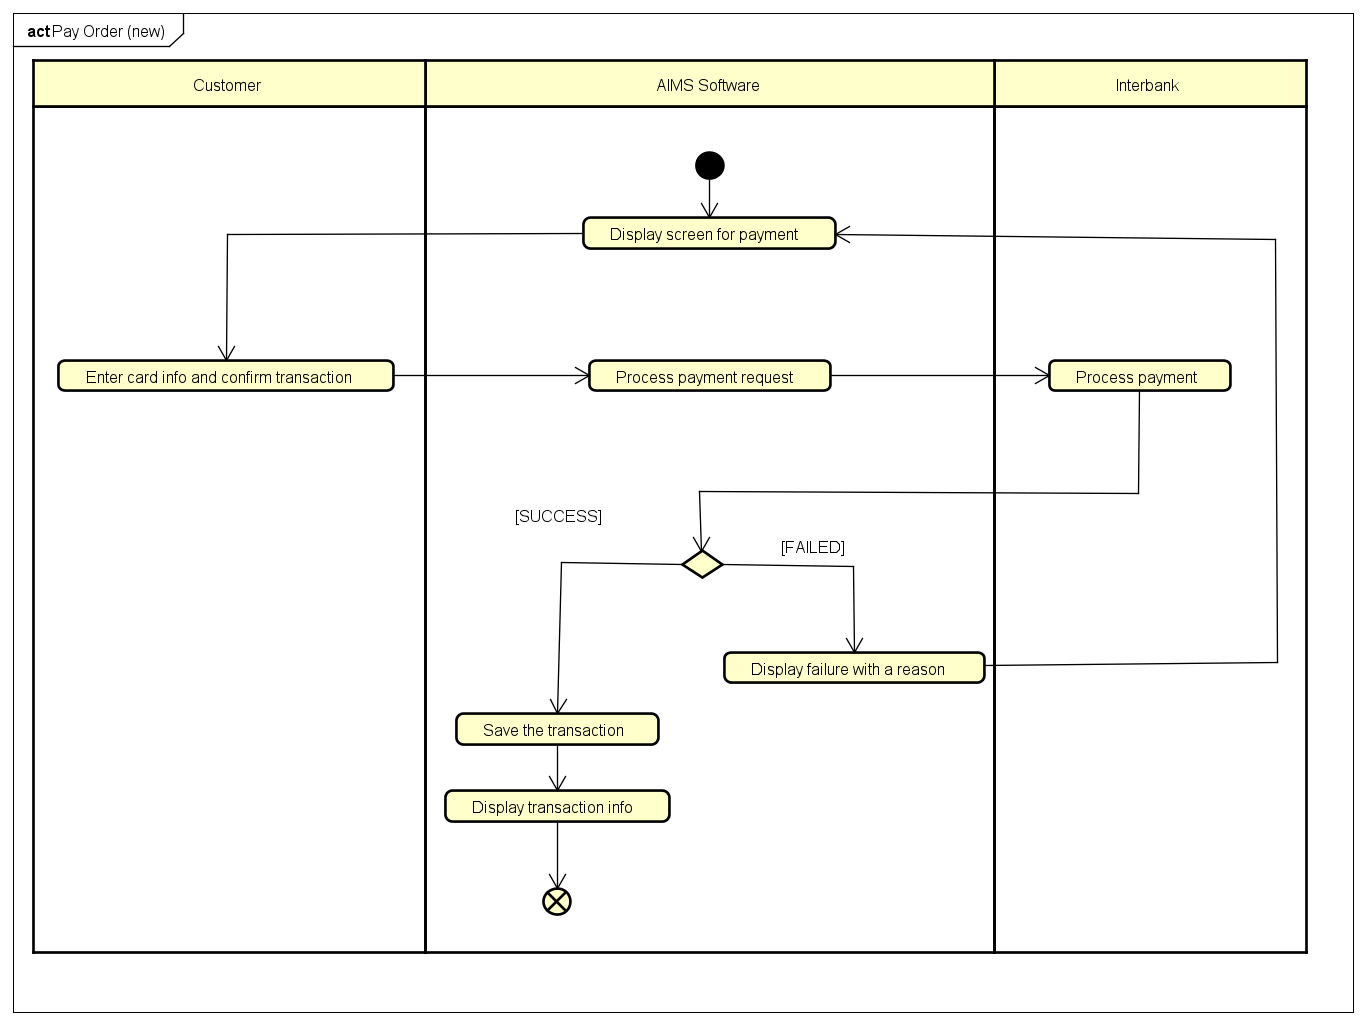 act Pay Order (new)
Customer
AIMS Software
Interbank
Display screen for payment
Enter card info and confirm transaction
Process payment request
Process payment
[SUCCESS]
[FAILED]
Display failure with a reason
Save the transaction
Display transaction info